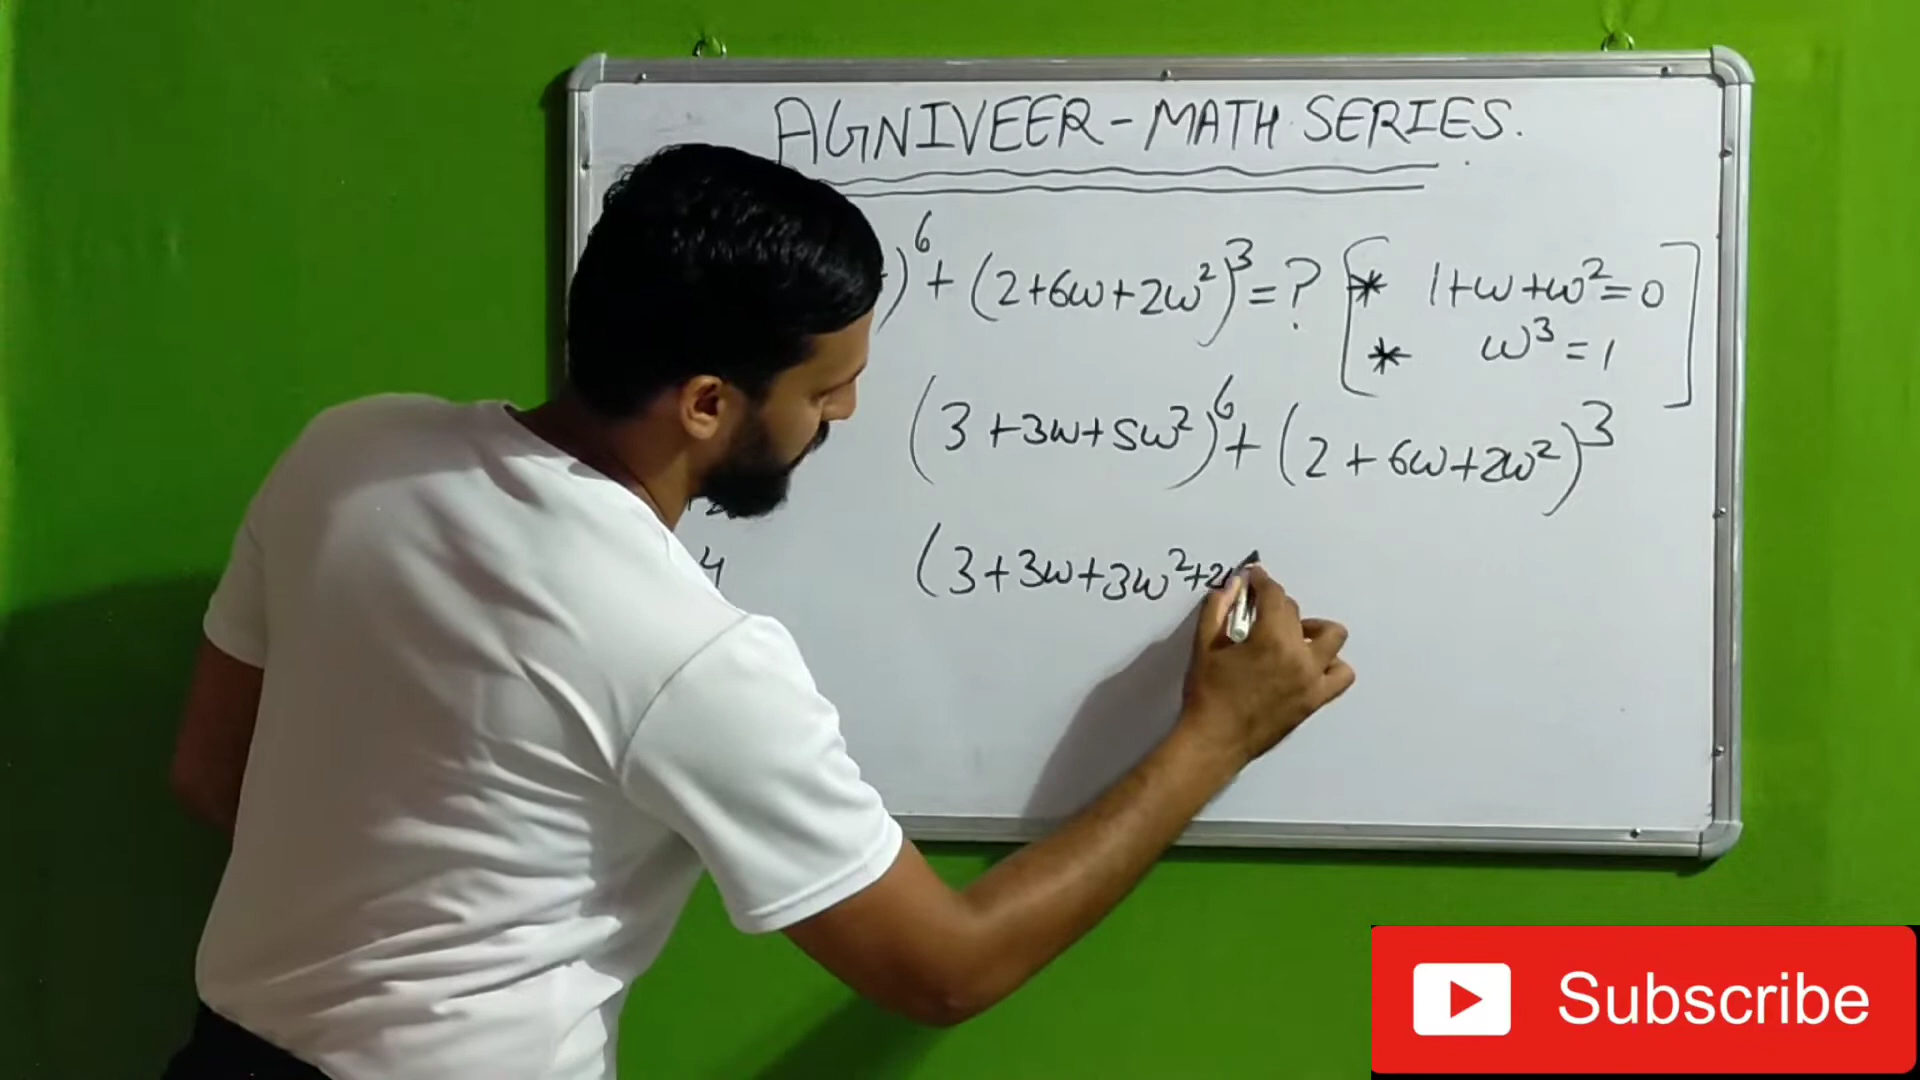 AGNIVEER - MATH SERIES.
)⁶ + (2+6ω+2ω²)³ = ? [ * 1+ω+ω²=0
* ω³ = 1 ]
(3+3ω+5ω²)⁶ + (2+6ω+2ω²)³
4 (3+3ω+3ω²+2
Subscribe